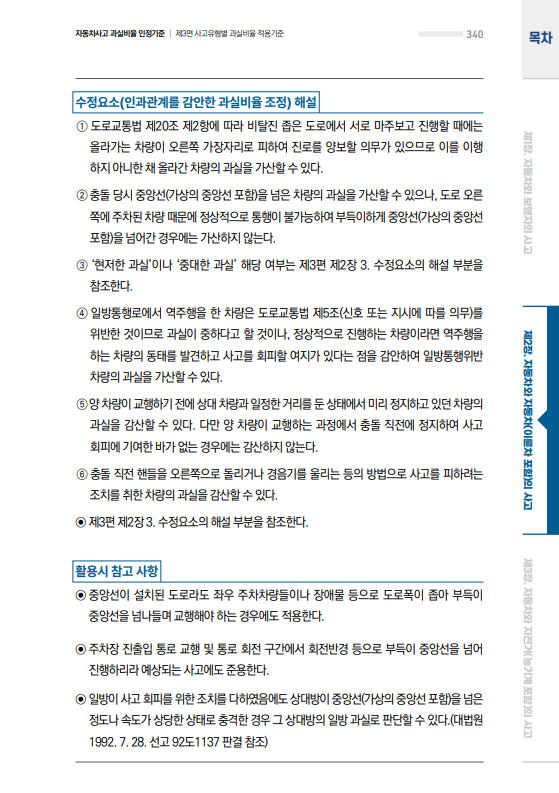 자동차사고 과실비율 인정기준 | 제3편 사고유형별 과실비율 적용기준
340
목차
수정요소(인과관계를 감안한 과실비율 조정) 해설
① 도로교통법 제20조 제2항에 따라 비탈진 좁은 도로에서 서로 마주보고 진행할 때에는
올라가는 차량이 오른쪽 가장자리로 피하여 진로를 양보할 의무가 있으므로 이를 이행
하지 아니한 채 올라간 차량의 과실을 가산할 수 있다.
② 충돌 당시 중앙선(가상의 중앙선 포함)을 넘은 차량의 과실을 가산할 수 있으나, 도로 오른
쪽에 주차된 차량 때문에 정상적으로 통행이 불가능하여 부득이하게 중앙선(가상의 중앙선
포함)을 넘어간 경우에는 가산하지 않는다.
③ ‘현저한 과실’이나 ‘중대한 과실’ 해당 여부는 제3편 제2장 3. 수정요소의 해설 부분을
참조한다.
④ 일방통행로에서 역주행을 한 차량은 도로교통법 제5조(신호 또는 지시에 따를 의무)를
위반한 것이므로 과실이 중하다고 할 것이나, 정상적으로 진행하는 차량이라면 역주행을
하는 차량의 동태를 발견하고 사고를 회피할 여지가 있다는 점을 감안하여 일방통행위반
차량의 과실을 가산할 수 있다.
⑤ 양 차량이 교행하기 전에 상대 차량과 일정한 거리를 둔 상태에서 미리 정지하고 있던 차량의
과실을 감산할 수 있다. 다만 양 차량이 교행하는 과정에서 충돌 직전에 정지하여 사고
회피에 기여한 바가 없는 경우에는 감산하지 않는다.
⑥ 충돌 직전 핸들을 오른쪽으로 돌리거나 경음기를 울리는 등의 방법으로 사고를 피하려는
조치를 취한 차량의 과실을 감산할 수 있다.
◉ 제3편 제2장 3. 수정요소의 해설 부분을 참조한다.
활용시 참고 사항
◉ 중앙선이 설치된 도로라도 좌우 주차차량들이나 장애물 등으로 도로폭이 좁아 부득이
중앙선을 넘나들며 교행해야 하는 경우에도 적용한다.
◉ 주차장 진출입 통로 교행 및 통로 회전 구간에서 회전반경 등으로 부득이 중앙선을 넘어
진행하리라 예상되는 사고에도 준용한다.
◉ 일방이 사고 회피를 위한 조치를 다하였음에도 상대방이 중앙선(가상의 중앙선 포함)을 넘은
정도나 속도가 상당한 상태로 충격한 경우 그 상대방의 일방 과실로 판단할 수 있다.(대법원
1992. 7. 28. 선고 92도1137 판결 참조)
제1장. 자동차와 보행자의 사고
제2장. 자동차와 자동차(이륜차 포함)의 사고
제3장. 자동차와 자전거(농기계 포함)의 사고